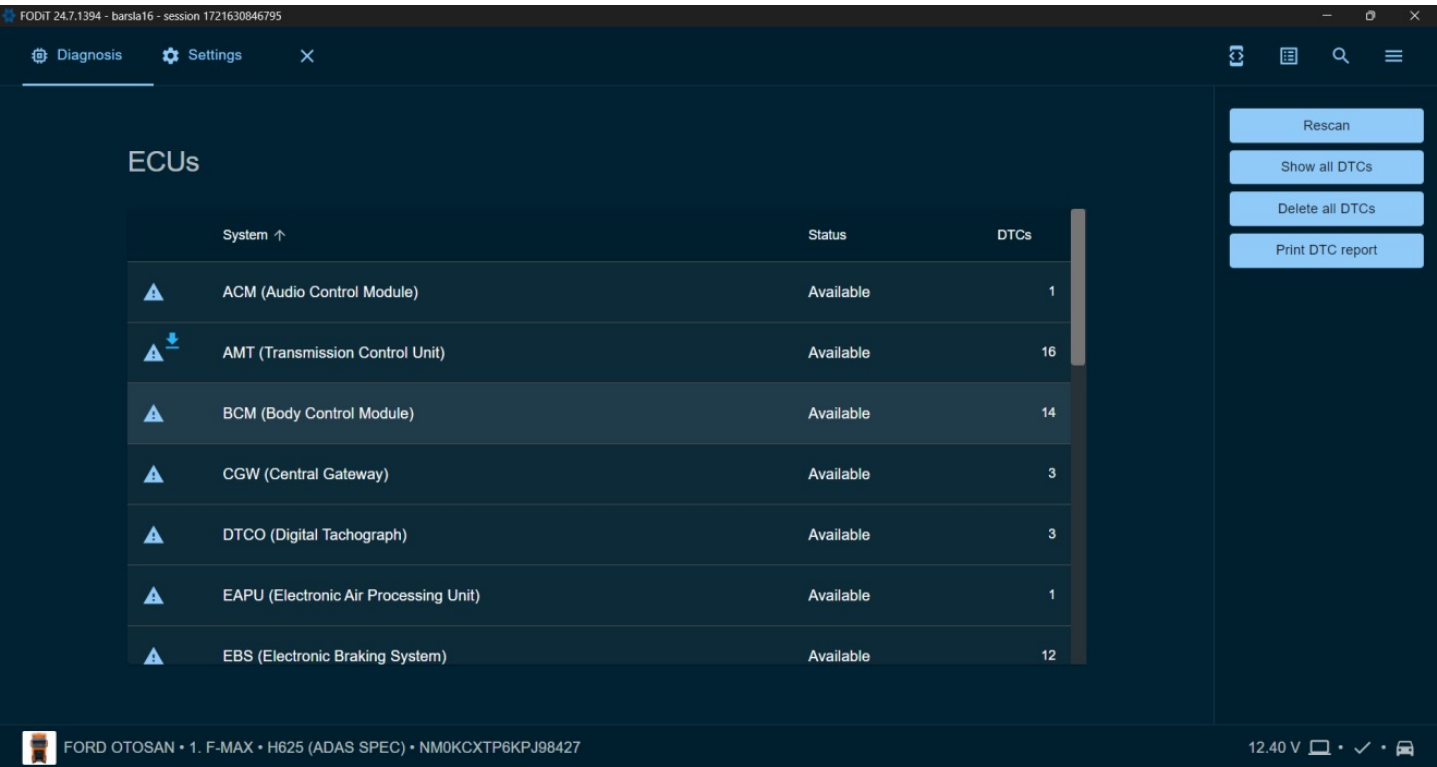 FODiT 24.7.1394 - barsla16 - session 1721630846795
Diagnosis Settings
Rescan
Show all DTCs
Delete all DTCs
Print DTC report
ECUs
System Status DTCs
ACM (Audio Control Module) Available 1
AMT (Transmission Control Unit) Available 16
BCM (Body Control Module) Available 14
CGW (Central Gateway) Available 3
DTCO (Digital Tachograph) Available 3
EAPU (Electronic Air Processing Unit) Available 1
EBS (Electronic Braking System) Available 12
FORD OTOSAN • 1. F-MAX • H625 (ADAS SPEC) • NM0KCXTP6KPJ98427 12.40 V